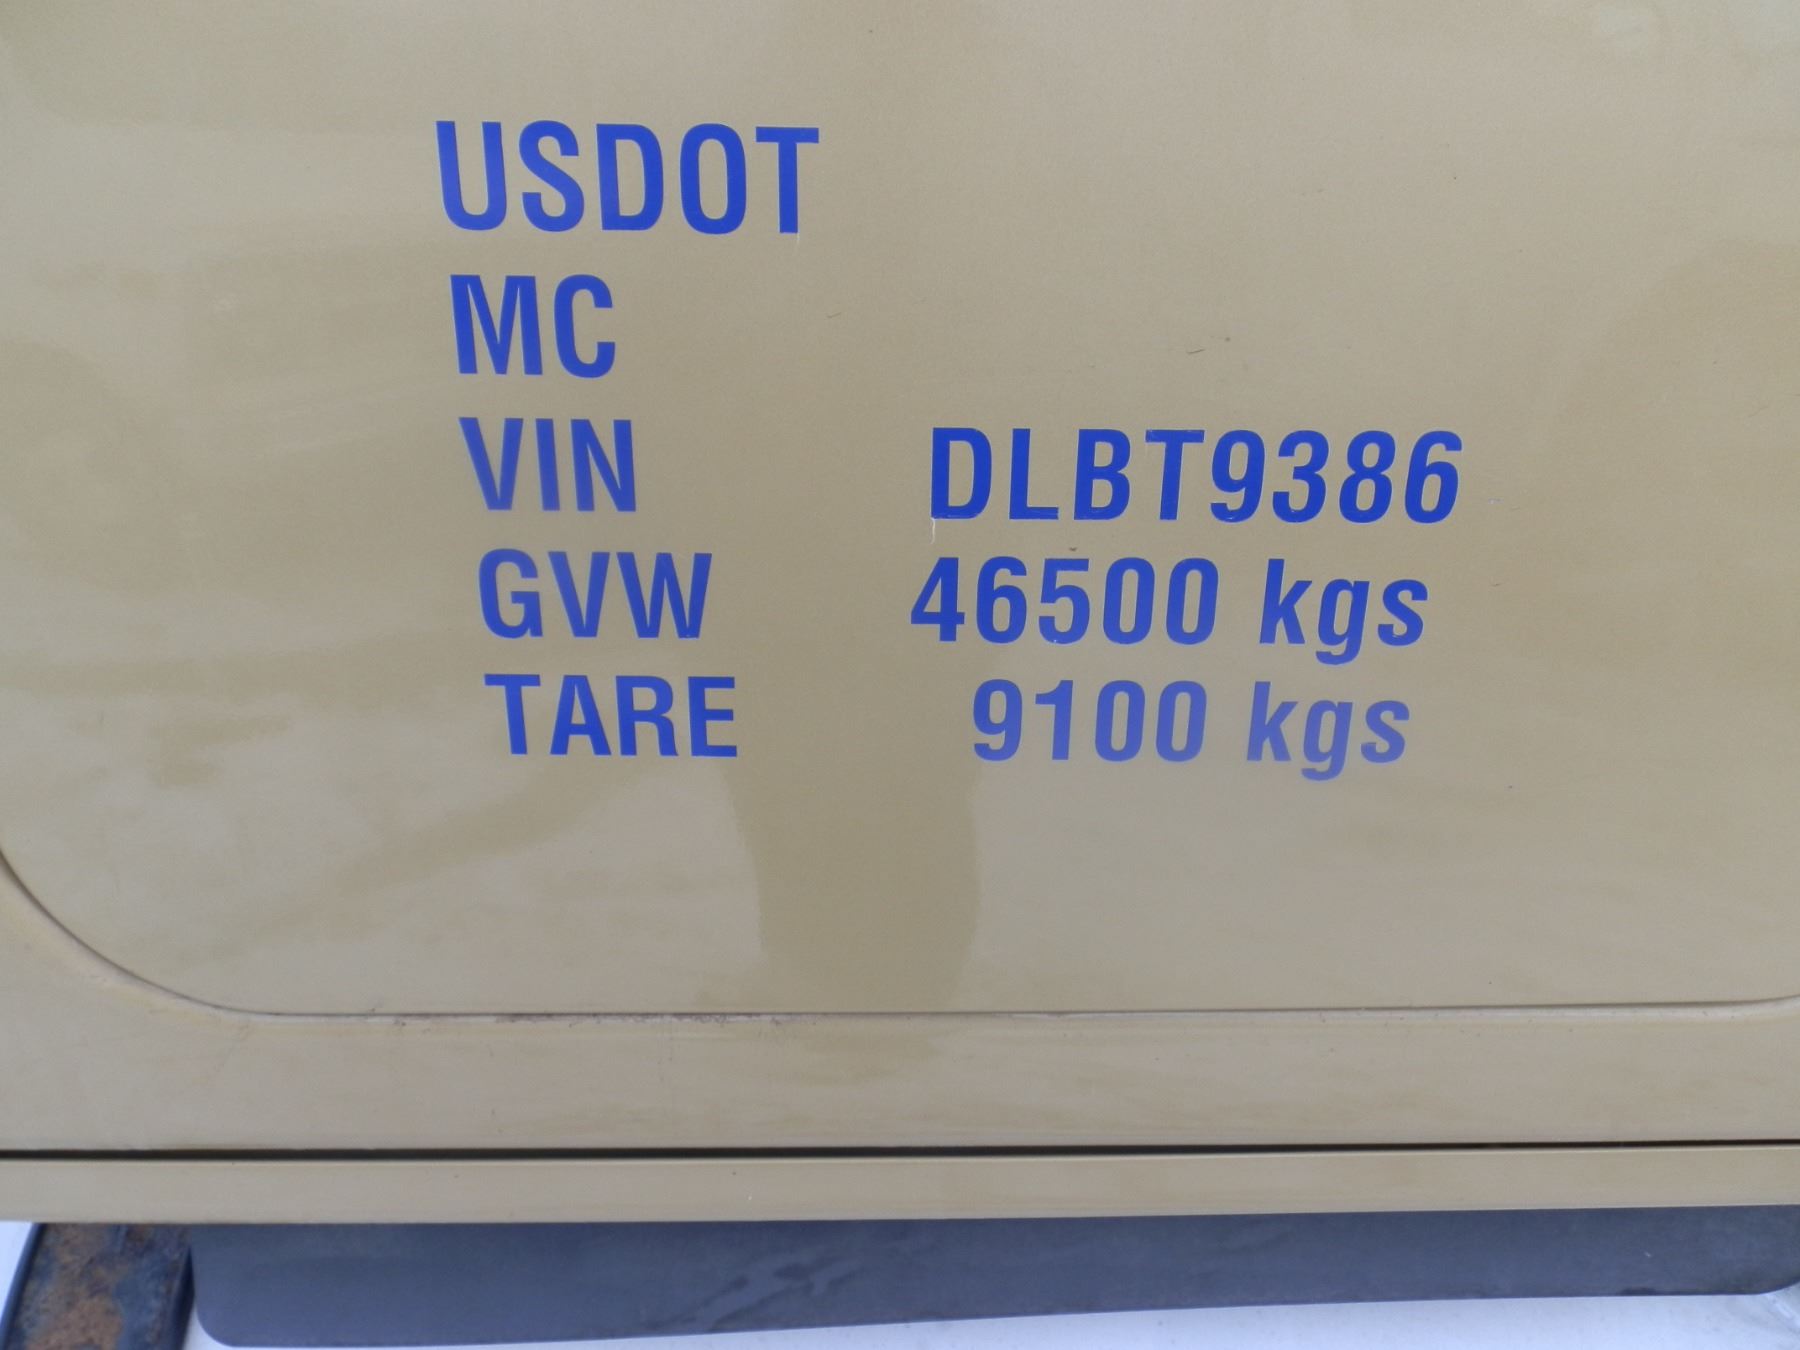 USDOT
MC
VIN DLBT9386
GVW 46500 kgs
TARE 9100 kgs